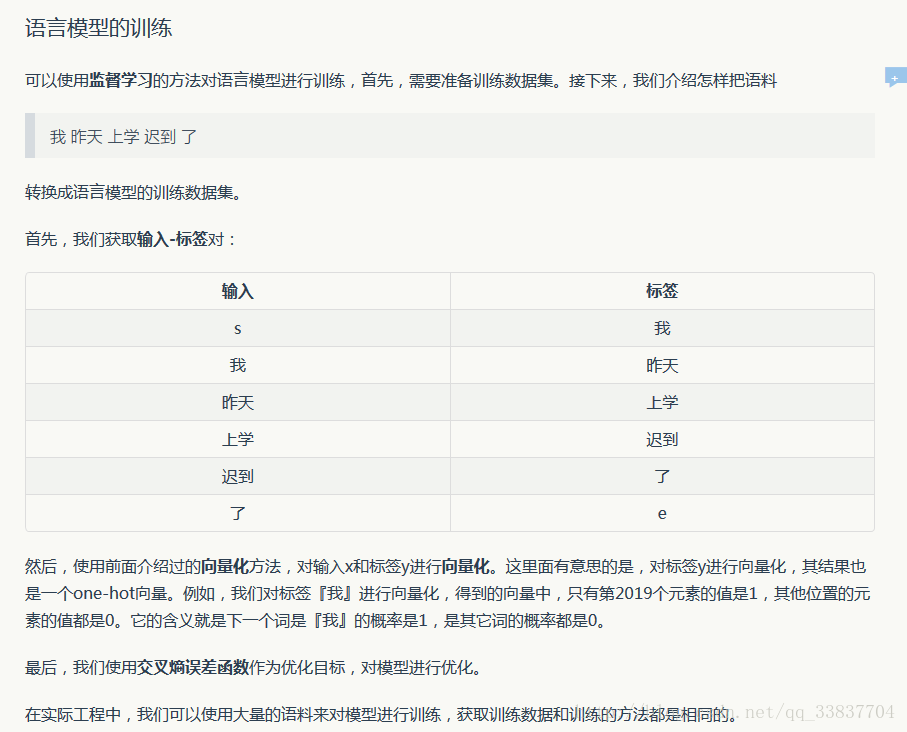 语言模型的训练
可以使用监督学习的方法对语言模型进行训练，首先，需要准备训练数据集。接下来，我们介绍怎样把语料
我 昨天 上学 迟到 了
转换成语言模型的训练数据集。
首先，我们获取输入-标签对：
输入 标签
s 我
我 昨天
昨天 上学
上学 迟到
迟到 了
了 e
然后，使用前面介绍过的向量化方法，对输入x和标签y进行向量化。这里面有意思的是，对标签y进行向量化，其结果也
是一个one-hot向量。例如，我们对标签『我』进行向量化，得到的向量中，只有第2019个元素的值是1，其他位置的元
素的值都是0。它的含义就是下一个词是『我』的概率是1，是其它词的概率都是0。
最后，我们使用交叉熵误差函数作为优化目标，对模型进行优化。
在实际工程中，我们可以使用大量的语料来对模型进行训练，获取训练数据和训练的方法都是相同的。
.net/qq_33837704